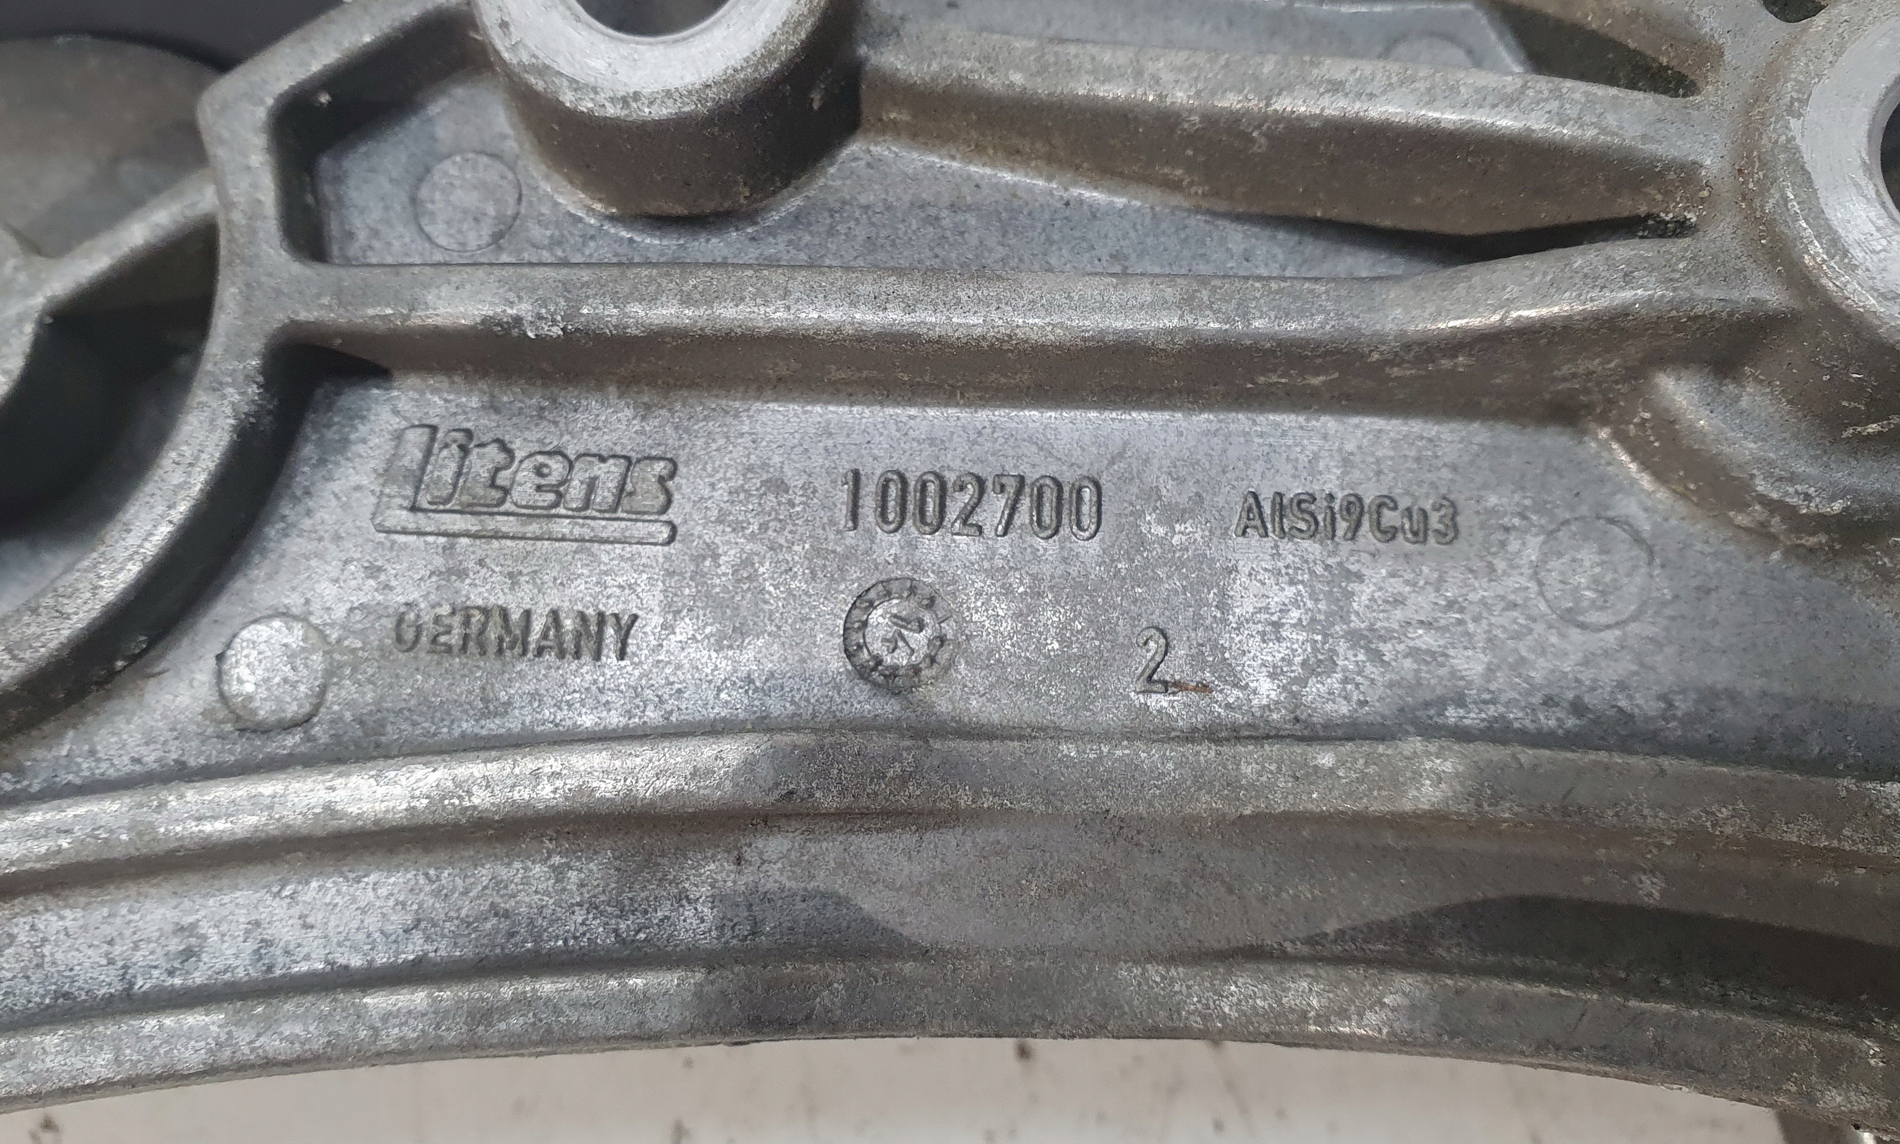 Litens 1002700 AlSi9Cu3
GERMANY 2